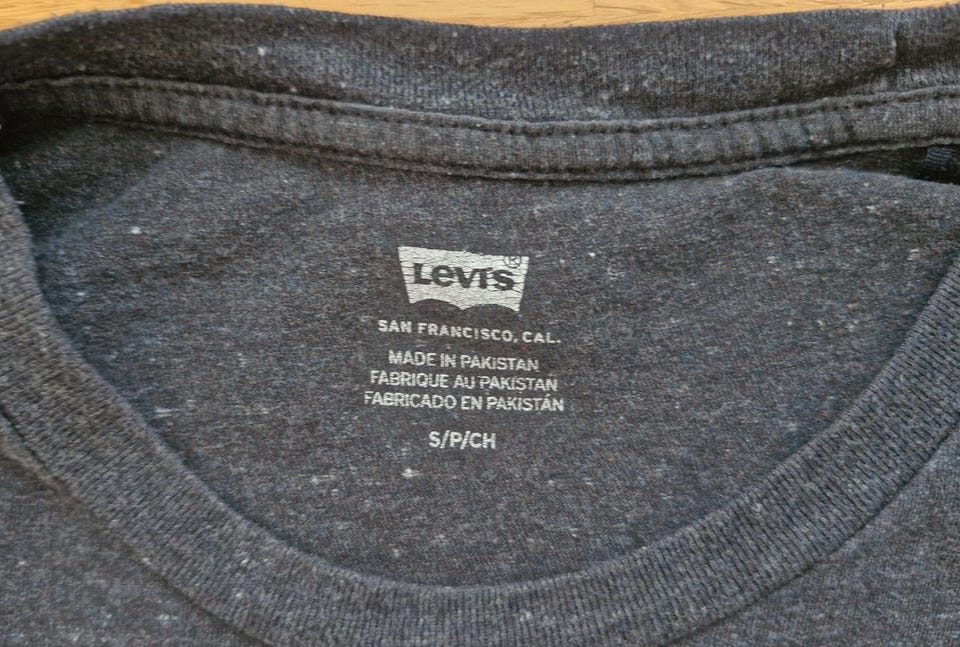 Levi's ®
SAN FRANCISCO, CAL.
MADE IN PAKISTAN
FABRIQUE AU PAKISTAN
FABRICADO EN PAKISTÁN
S/P/CH